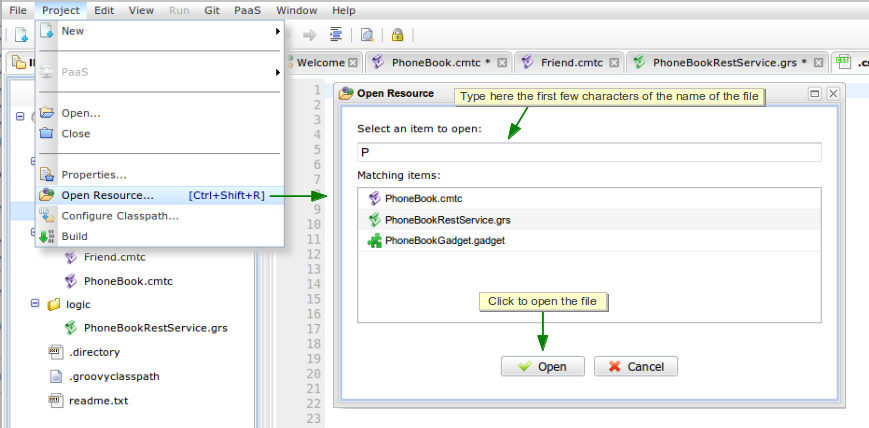 File Project Edit View Run Git PaaS Window Help
New
PaaS
Open...
Close
Properties...
Open Resource... [Ctrl+Shift+R]
Configure Classpath...
Build
Friend.cmtc
PhoneBook.cmtc
logic
PhoneBookRestService.grs
.directory
.groovyclasspath
readme.txt
Welcome PhoneBook.cmtc * Friend.cmtc PhoneBookRestService.grs *
1
2
3
4
5
6
7
8
9
10
11
12
13
14
15
16
17
18
19
20
21
22
23
Open Resource
Type here the first few characters of the name of the file
Select an item to open:
P
Matching items:
PhoneBook.cmtc
PhoneBookRestService.grs
PhoneBookGadget.gadget
Click to open the file
Open Cancel